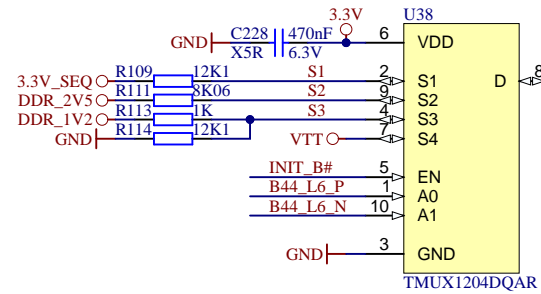 3.3V
U38
C228 470nF
GND
X5R 6.3V
6 VDD
R109 12K1 S1
3.3V_SEQ 2 S1 D 8
R111 8K06 S2
DDR_2V5 9 S2
R113 1K S3
DDR_1V2 4 S3
R114 12K1
GND
VTT 7 S4
INIT_B#
5 EN
B44_L6_P
1 A0
B44_L6_N
10 A1
GND 3 GND
TMUX1204DQAR